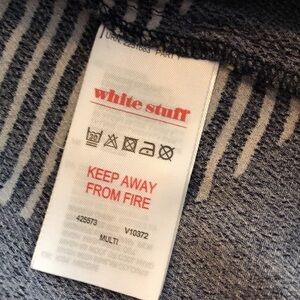 white stuff
KEEP AWAY
FROM FIRE
425573 V10372
MULTI